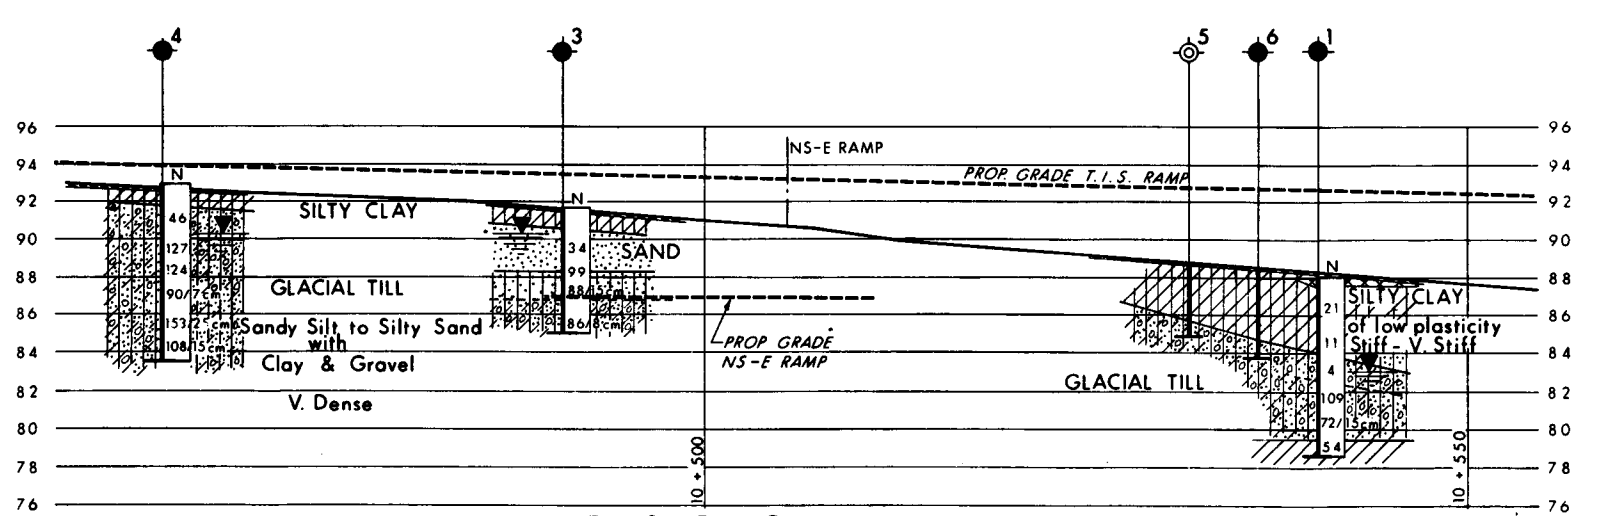 4
3
5
6
1
96
96
NS-E RAMP
94
N
PROP. GRADE T.I.S. RAMP
94
92
SILTY CLAY
N
92
46
90
127
34
SAND
90
124
99
N
88
88
90/7cm
GLACIAL TILL
88/15cm
SILTY CLAY
21
86
153/2cm
Sandy Silt to Silty Sand
86/8cm
of low plasticity
86
with
PROP GRADE
11
Stiff - V. Stiff
108/15cm
84
Clay & Gravel
NS-E RAMP
84
4
GLACIAL TILL
82
V. Dense
109
82
80
72/15cm
80
54
78
10 + 500
10 + 550
78
76
76